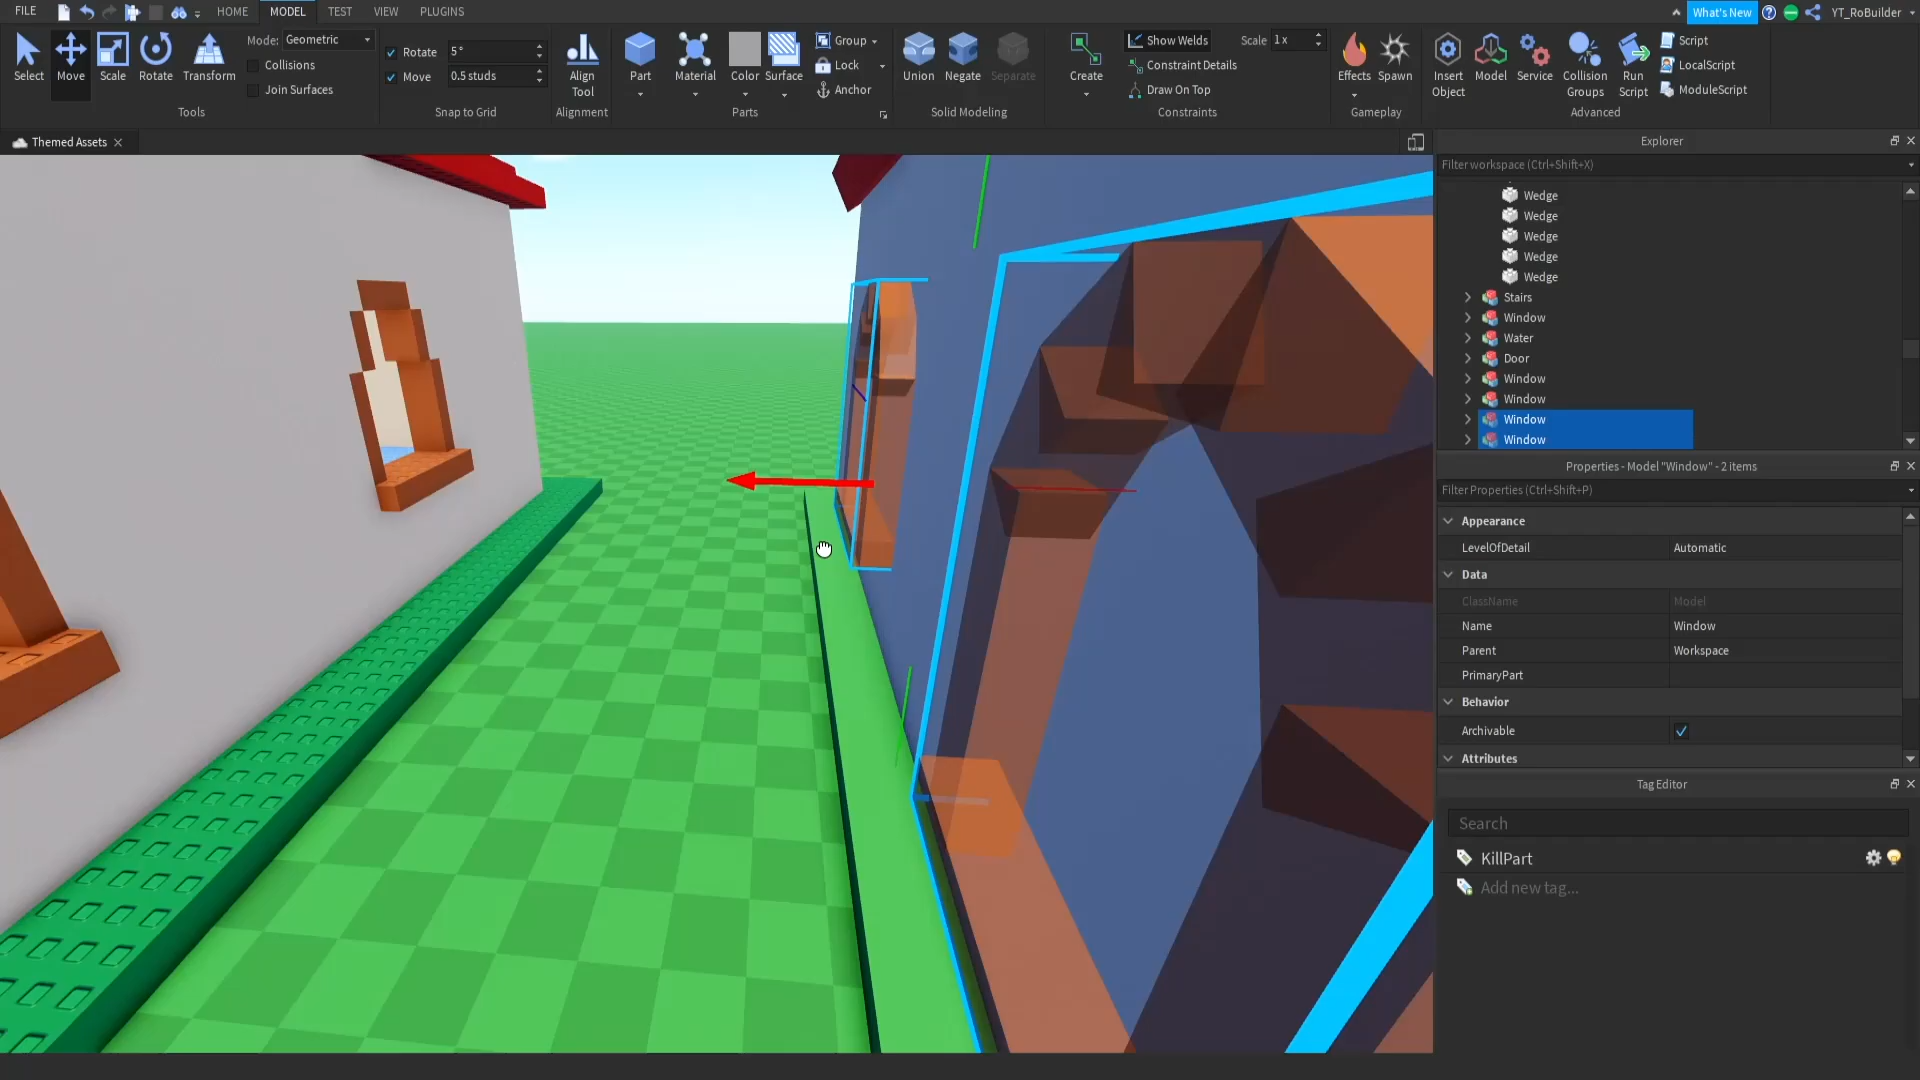 FILE HOME MODEL TEST VIEW PLUGINS What's New YT_RoBuilder
Select Move Scale Rotate Transform
Mode: Geometric
Collisions
Join Surfaces
Tools
Rotate 5°
Move 0.5 studs
Snap to Grid
Align Tool
Alignment
Part Material Color Surface
Group
Lock
Anchor
Parts
Union Negate Separate
Solid Modeling
Create
Show Welds Scale 1x
Constraint Details
Draw On Top
Constraints
Effects Spawn
Gameplay
Insert Object Model Service Collision Groups Run Script
Script
LocalScript
ModuleScript
Advanced
Themed Assets
Explorer
Filter workspace (Ctrl+Shift+X)
Wedge
Wedge
Wedge
Wedge
Wedge
Stairs
Window
Water
Door
Window
Window
Window
Window
Properties - Model "Window" - 2 items
Filter Properties (Ctrl+Shift+P)
Appearance
LevelOfDetail Automatic
Data
ClassName Model
Name Window
Parent Workspace
PrimaryPart
Behavior
Archivable
Attributes
Tag Editor
Search
KillPart
Add new tag...